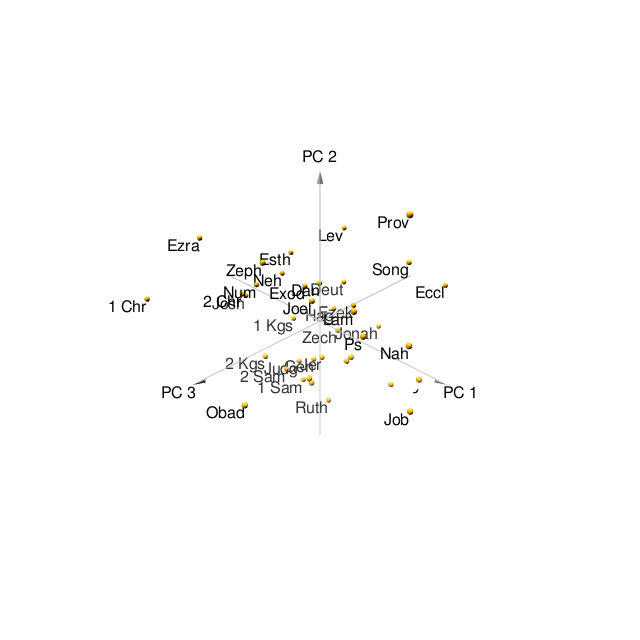 PC 2
Prov
Lev
Ezra
Esth
Zeph
Song
Neh
Num
Eccl
Exod
Dan
Deut
1 Chr
2 Chr
Josh
Joel
Ezek
Lam
1 Kgs
Zech
Jonah
Ps
Nah
2 Kgs
Judg
Gen
Jer
2 Sam
1 Sam
PC 3
PC 1
Obad
Ruth
Job